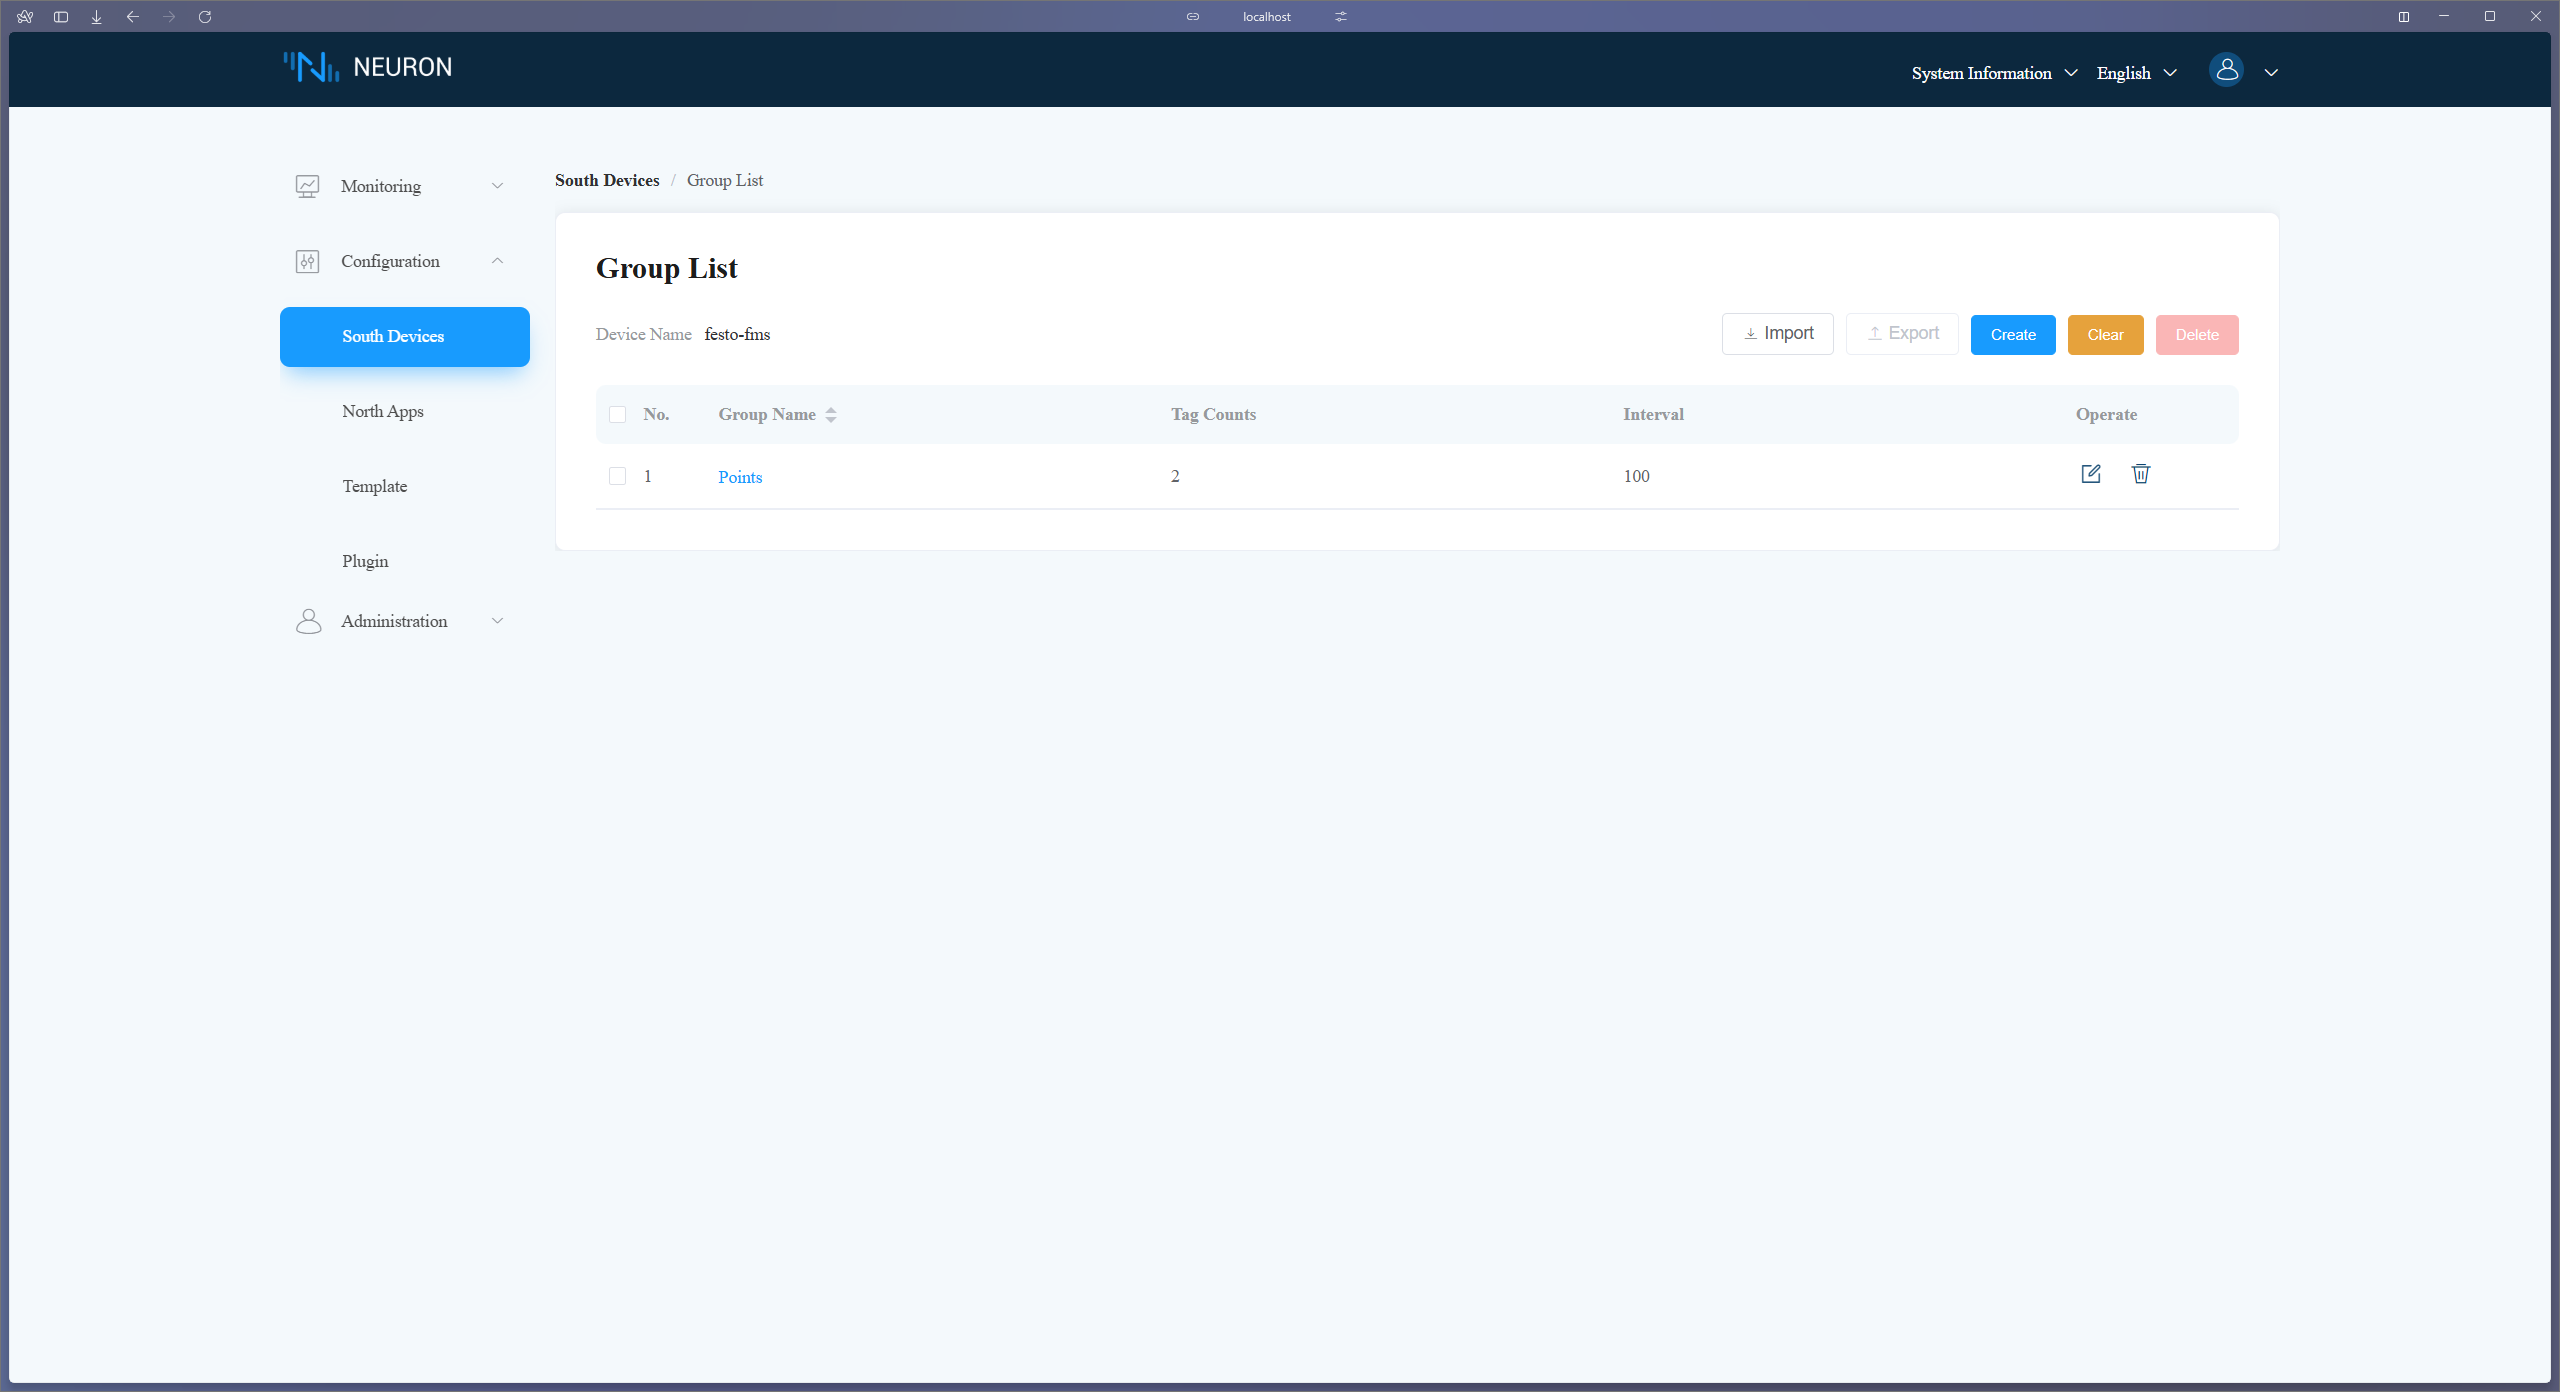 localhost
NEURON
System Information English
Monitoring
Configuration
South Devices
North Apps
Template
Plugin
Administration
South Devices / Group List
Group List
Device Name festo-fms
Import Export Create Clear Delete
No. Group Name Tag Counts Interval Operate
1 Points 2 100